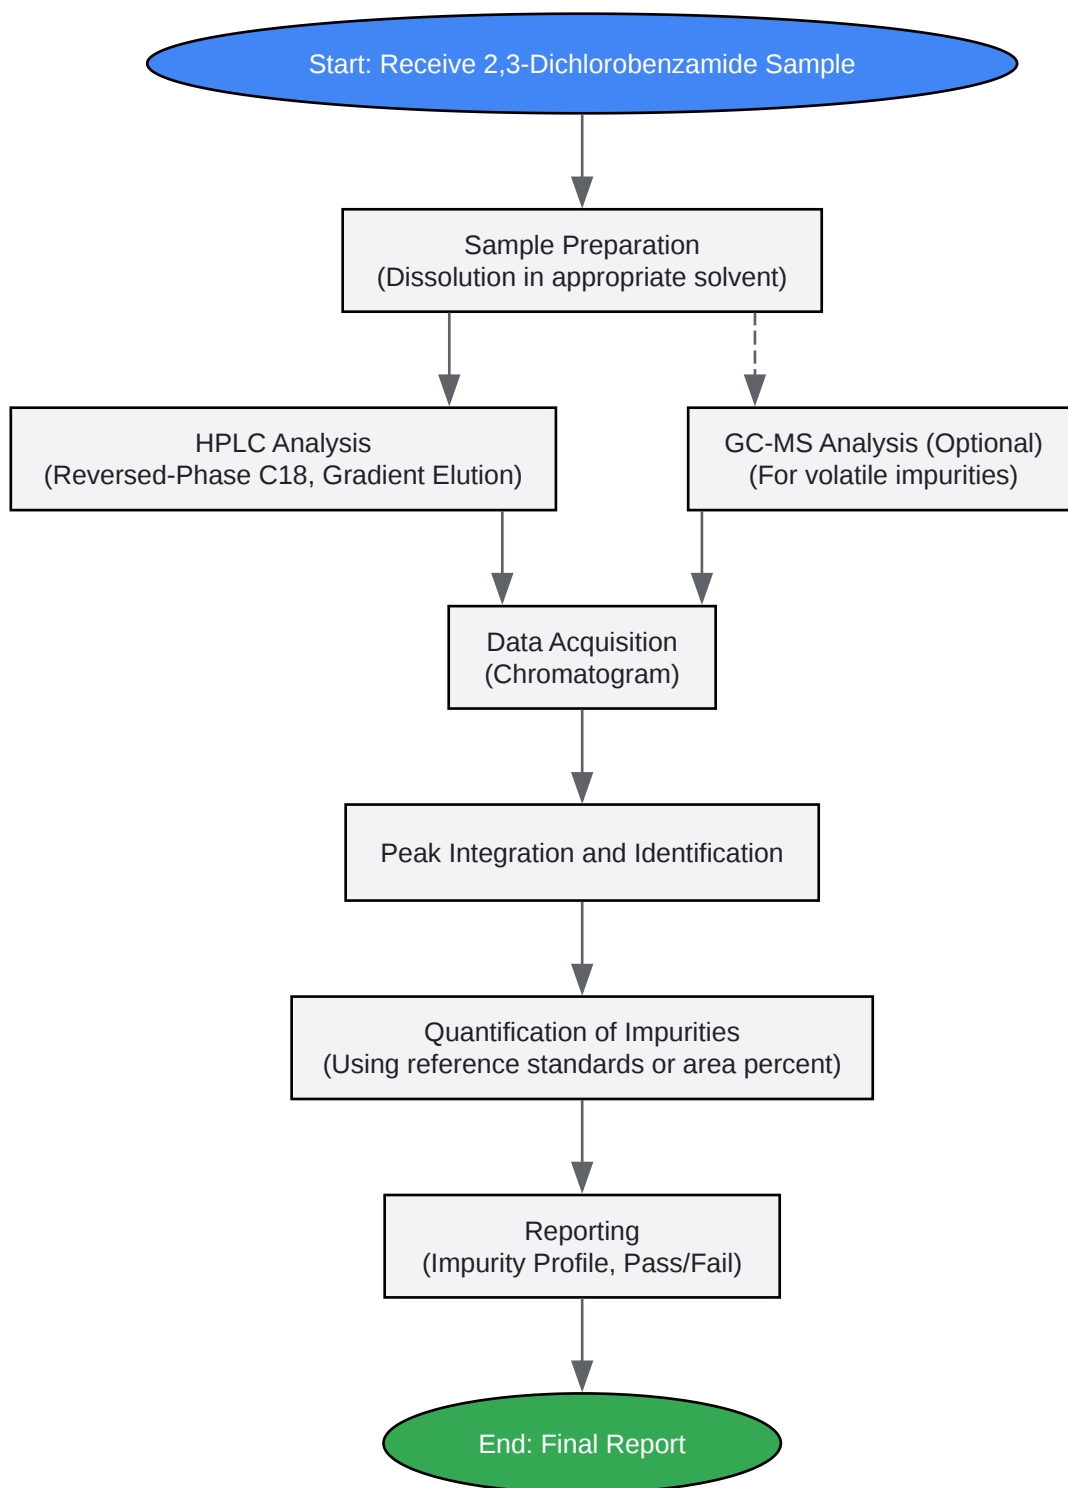 Start: Receive 2,3-Dichlorobenzamide Sample
Sample Preparation
(Dissolution in appropriate solvent)
HPLC Analysis
(Reversed-Phase C18, Gradient Elution)
GC-MS Analysis (Optional)
(For volatile impurities)
Data Acquisition
(Chromatogram)
Peak Integration and Identification
Quantification of Impurities
(Using reference standards or area percent)
Reporting
(Impurity Profile, Pass/Fail)
End: Final Report